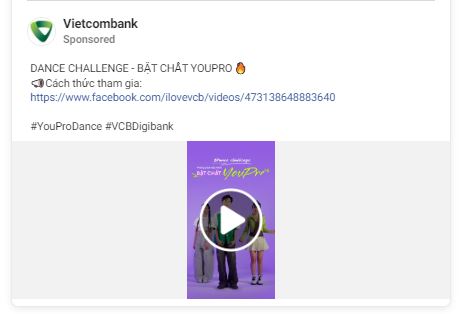 Vietcombank
Sponsored
DANCE CHALLENGE - BẬT CHẤT YOUPRO 🔥
📢Cách thức tham gia:
https://www.facebook.com/ilovevcb/videos/473138648883640
#YouProDance #VCBDigibank
Dance challenge
BẬT CHẤT YouPro